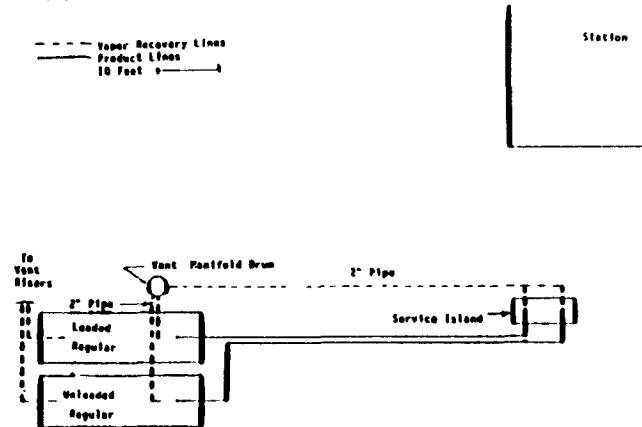 Vapor Recovery Lines
Product Lines
10 Feet
Station
To
Vent
Risers
Vent Manifold Drum
2" Pipe
2" Pipe
Leaded
Regular
Service Island
Unleaded
Regular